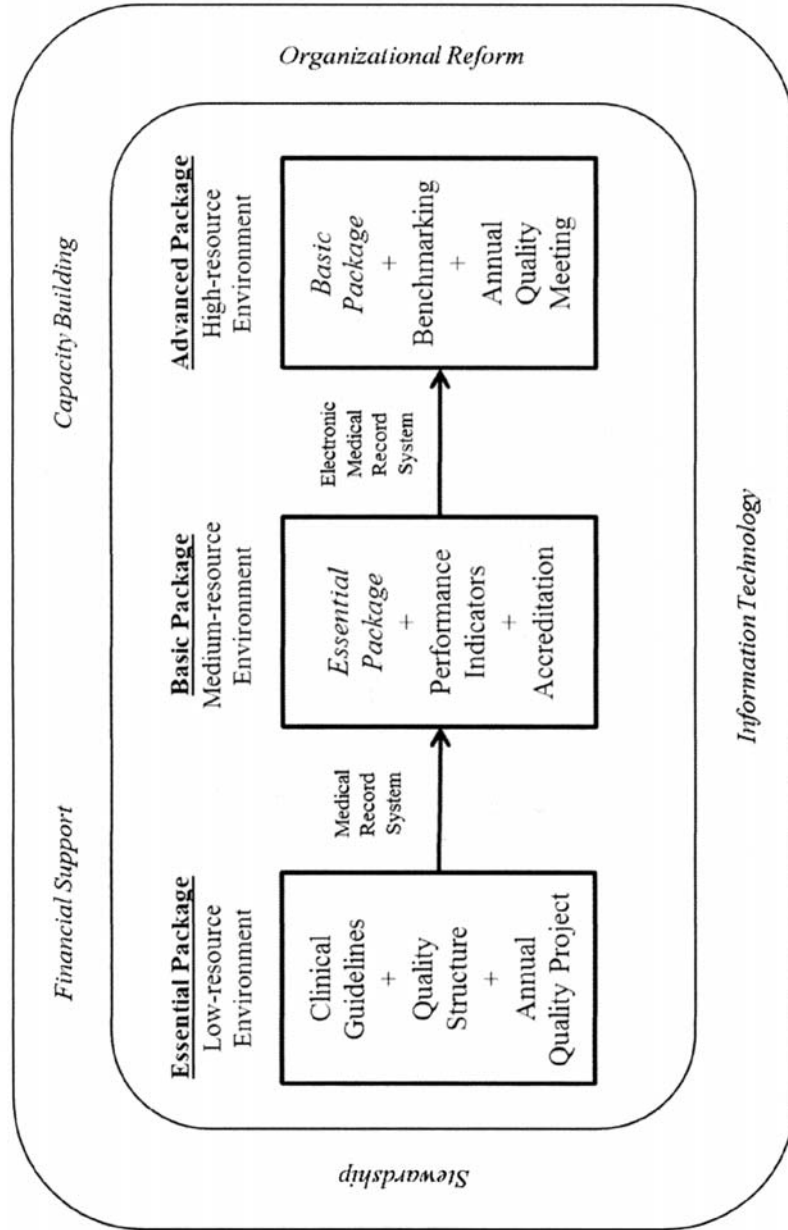 Financial Support
Capacity Building
Stewardship
Organizational Reform
Information Technology
Essential Package
Low-resource
Environment
Clinical
Guidelines
+
Quality
Structure
+
Annual
Quality Project
Medical
Record
System
Basic Package
Medium-resource
Environment
Essential
Package
+
Performance
Indicators
+
Accreditation
Electronic
Medical
Record
System
Advanced Package
High-resource
Environment
Basic
Package
+
Benchmarking
+
Annual
Quality
Meeting